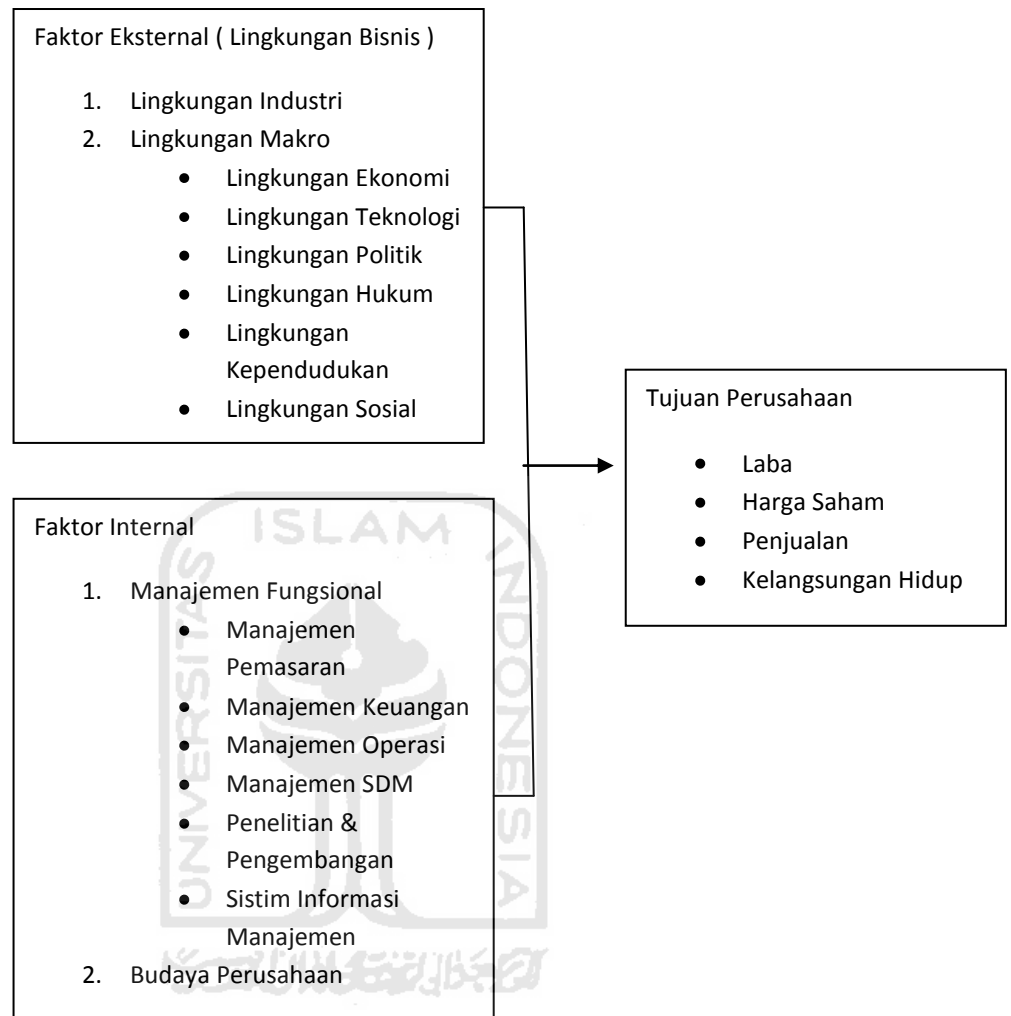 Faktor Eksternal ( Lingkungan Bisnis )
1. Lingkungan Industri
2. Lingkungan Makro
• Lingkungan Ekonomi
• Lingkungan Teknologi
• Lingkungan Politik
• Lingkungan Hukum
• Lingkungan
Kependudukan
• Lingkungan Sosial
Tujuan Perusahaan
• Laba
• Harga Saham
• Penjualan
• Kelangsungan Hidup
Faktor Internal
1. Manajemen Fungsional
• Manajemen
Pemasaran
• Manajemen Keuangan
• Manajemen Operasi
• Manajemen SDM
• Penelitian &
Pengembangan
• Sistim Informasi
Manajemen
2. Budaya Perusahaan
UNIVERSITAS
ISLAM
INDONESIA